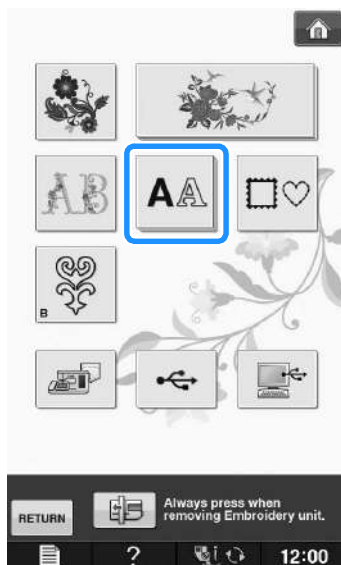 AB
AA
B
Always press when
removing Embroidery unit.
RETURN
?
12:00